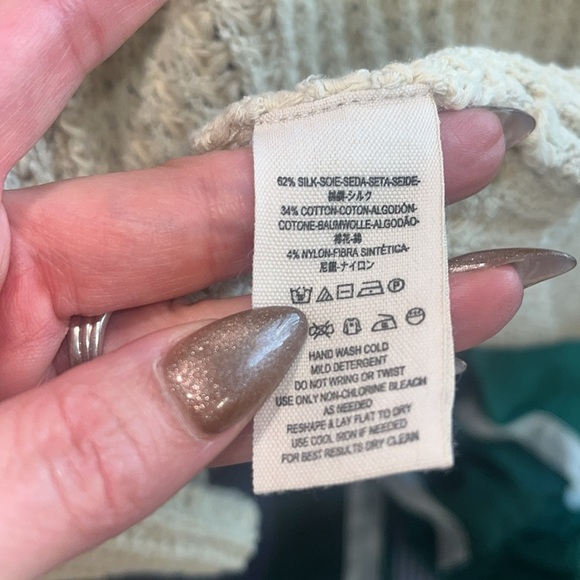 62% SILK-SOIE-SEDA-SETA-SEIDE-
蚕絲-シルク
34% COTTON-COTON-ALGODÓN-
COTONE-BAUMWOLLE-ALGODÃO-
棉花-綿
4% NYLON-FIBRA SINTÉTICA-
尼龍-ナイロン
HAND WASH COLD
MILD DETERGENT
DO NOT WRING OR TWIST
USE ONLY NON-CHLORINE BLEACH
AS NEEDED
RESHAPE & LAY FLAT TO DRY
USE COOL IRON IF NEEDED
FOR BEST RESULTS DRY CLEAN